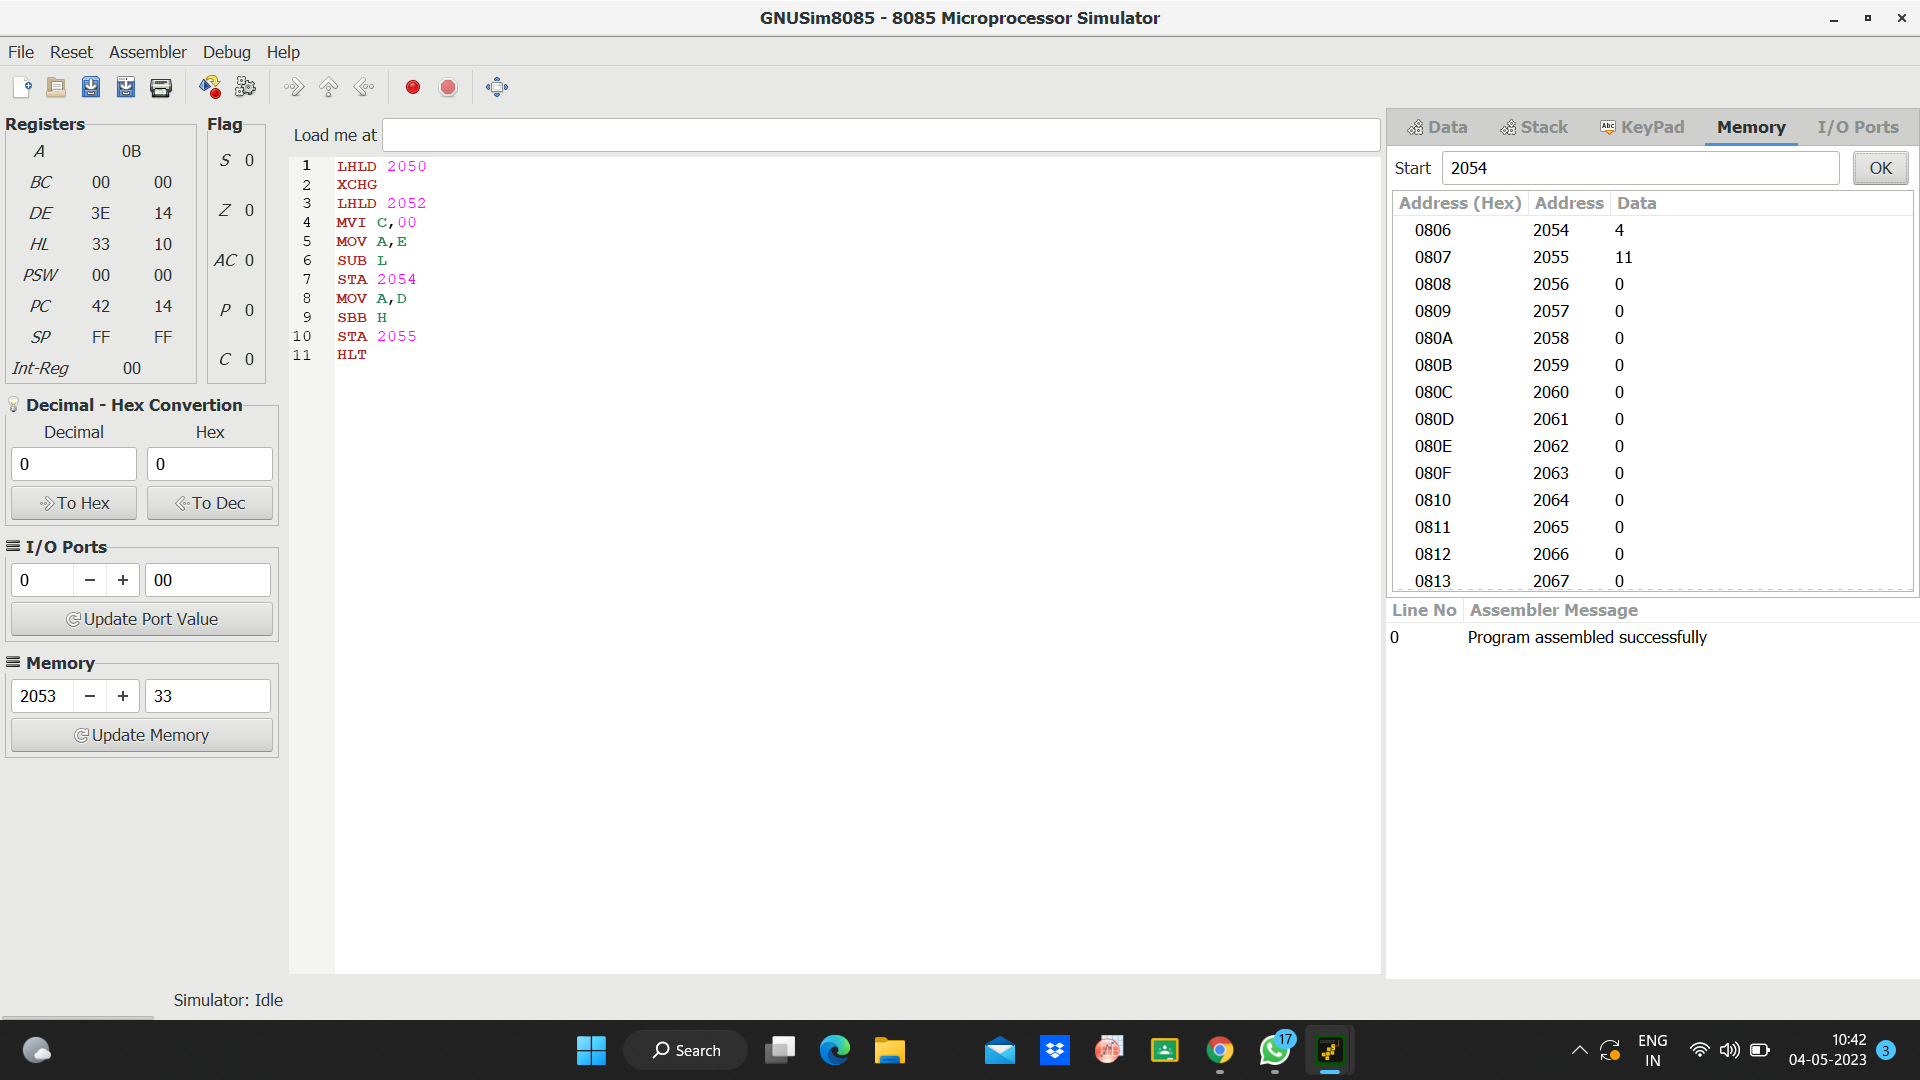 GNUSim8085 - 8085 Microprocessor Simulator
File Reset Assembler Debug Help
Registers
A 0B
BC 00 00
DE 3E 14
HL 33 10
PSW 00 00
PC 42 14
SP FF FF
Int-Reg 00
Flag
S 0
Z 0
AC 0
P 0
C 0
Decimal - Hex Convertion
Decimal Hex
0 0
To Hex To Dec
I/O Ports
0 − + 00
Update Port Value
Memory
2053 − + 33
Update Memory
Load me at
1 LHLD 2050
2 XCHG
3 LHLD 2052
4 MVI C,00
5 MOV A,E
6 SUB L
7 STA 2054
8 MOV A,D
9 SBB H
10 STA 2055
11 HLT
Data Stack Abc KeyPad Memory I/O Ports
Start 2054 OK
Address (Hex) Address Data
0806 2054 4
0807 2055 11
0808 2056 0
0809 2057 0
080A 2058 0
080B 2059 0
080C 2060 0
080D 2061 0
080E 2062 0
080F 2063 0
0810 2064 0
0811 2065 0
0812 2066 0
0813 2067 0
Line No Assembler Message
0 Program assembled successfully
Simulator: Idle
Search
17
ENG
IN
10:42
04-05-2023
3